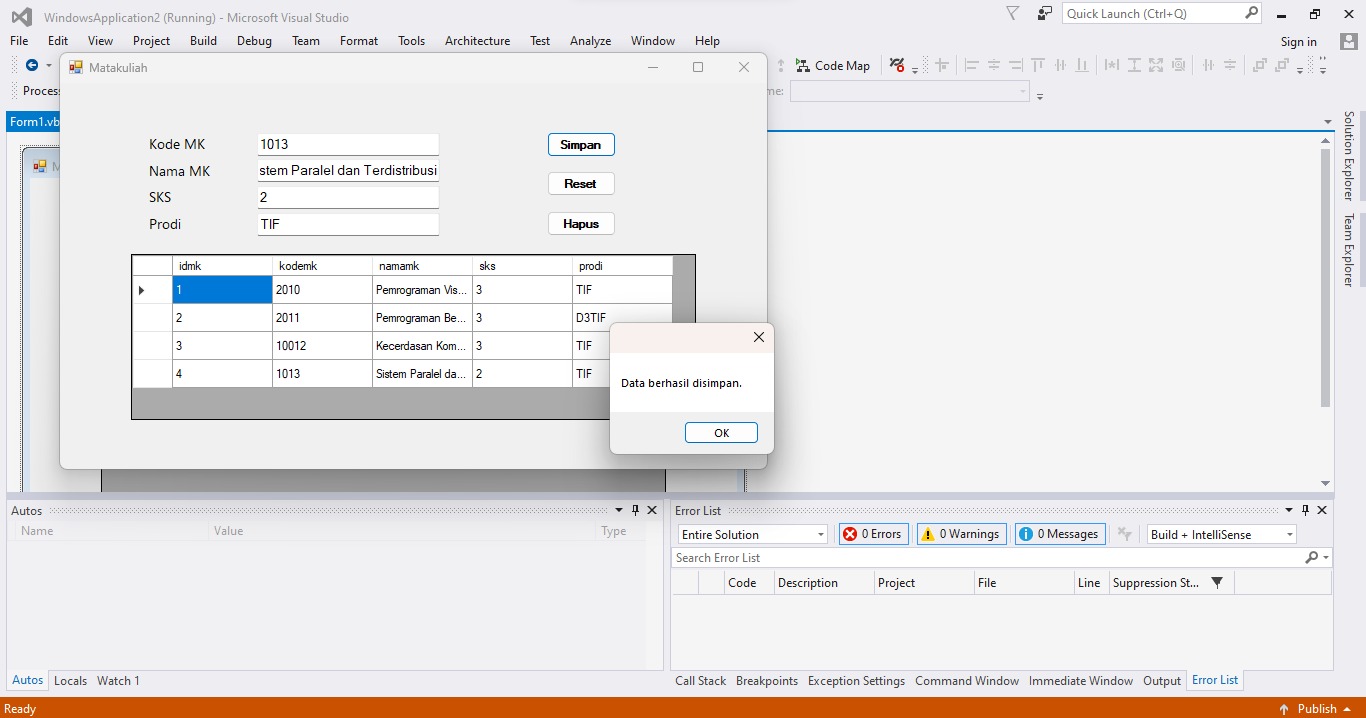 WindowsApplication2 (Running) - Microsoft Visual Studio
Quick Launch (Ctrl+Q)
File Edit View Project Build Debug Team Format Tools Architecture Test Analyze Window Help
Sign in
Matakuliah
Code Map
Process
me:
Form1.vb
M
Kode MK 1013 Simpan
Nama MK stem Paralel dan Terdistribusi
Reset
SKS 2
Prodi TIF Hapus
idmk kodemk namamk sks prodi
1 2010 Pemrograman Vis... 3 TIF
2 2011 Pemrograman Be... 3 D3TIF
3 10012 Kecerdasan Kom... 3 TIF
4 1013 Sistem Paralel da... 2 TIF
Data berhasil disimpan.
OK
Solution Explorer
Team Explorer
Autos
Name Value Type
Autos Locals Watch 1
Error List
Entire Solution 0 Errors 0 Warnings 0 Messages Build + IntelliSense
Search Error List
Code Description Project File Line Suppression St...
Call Stack Breakpoints Exception Settings Command Window Immediate Window Output Error List
Ready
Publish